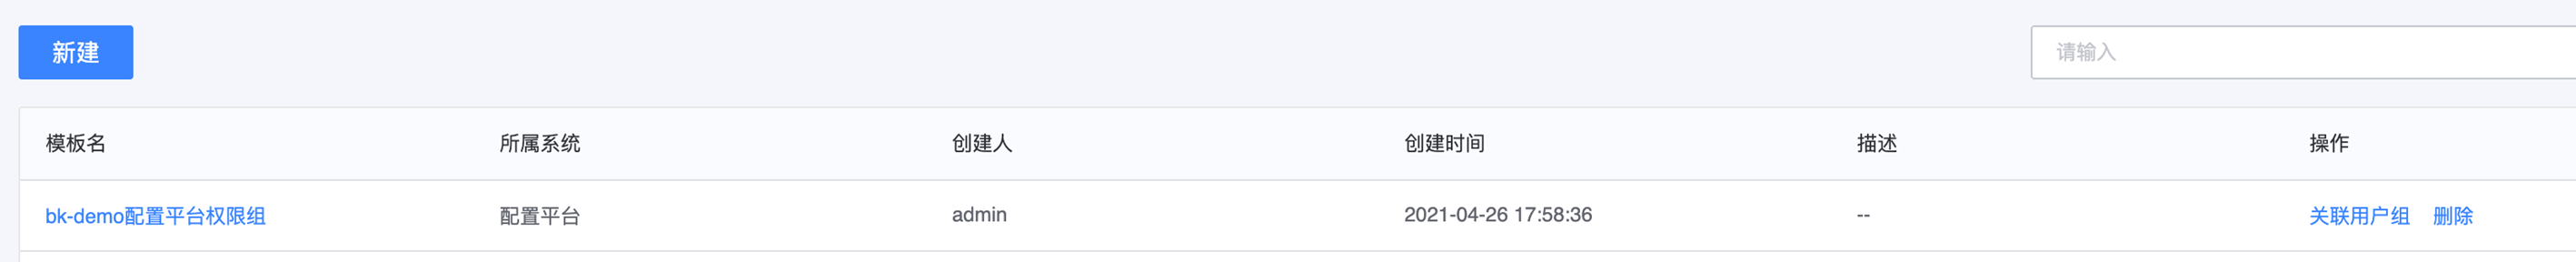 新建
请输入
模板名 所属系统 创建人 创建时间 描述 操作
bk-demo配置平台权限组 配置平台 admin 2021-04-26 17:58:36 -- 关联用户组 删除